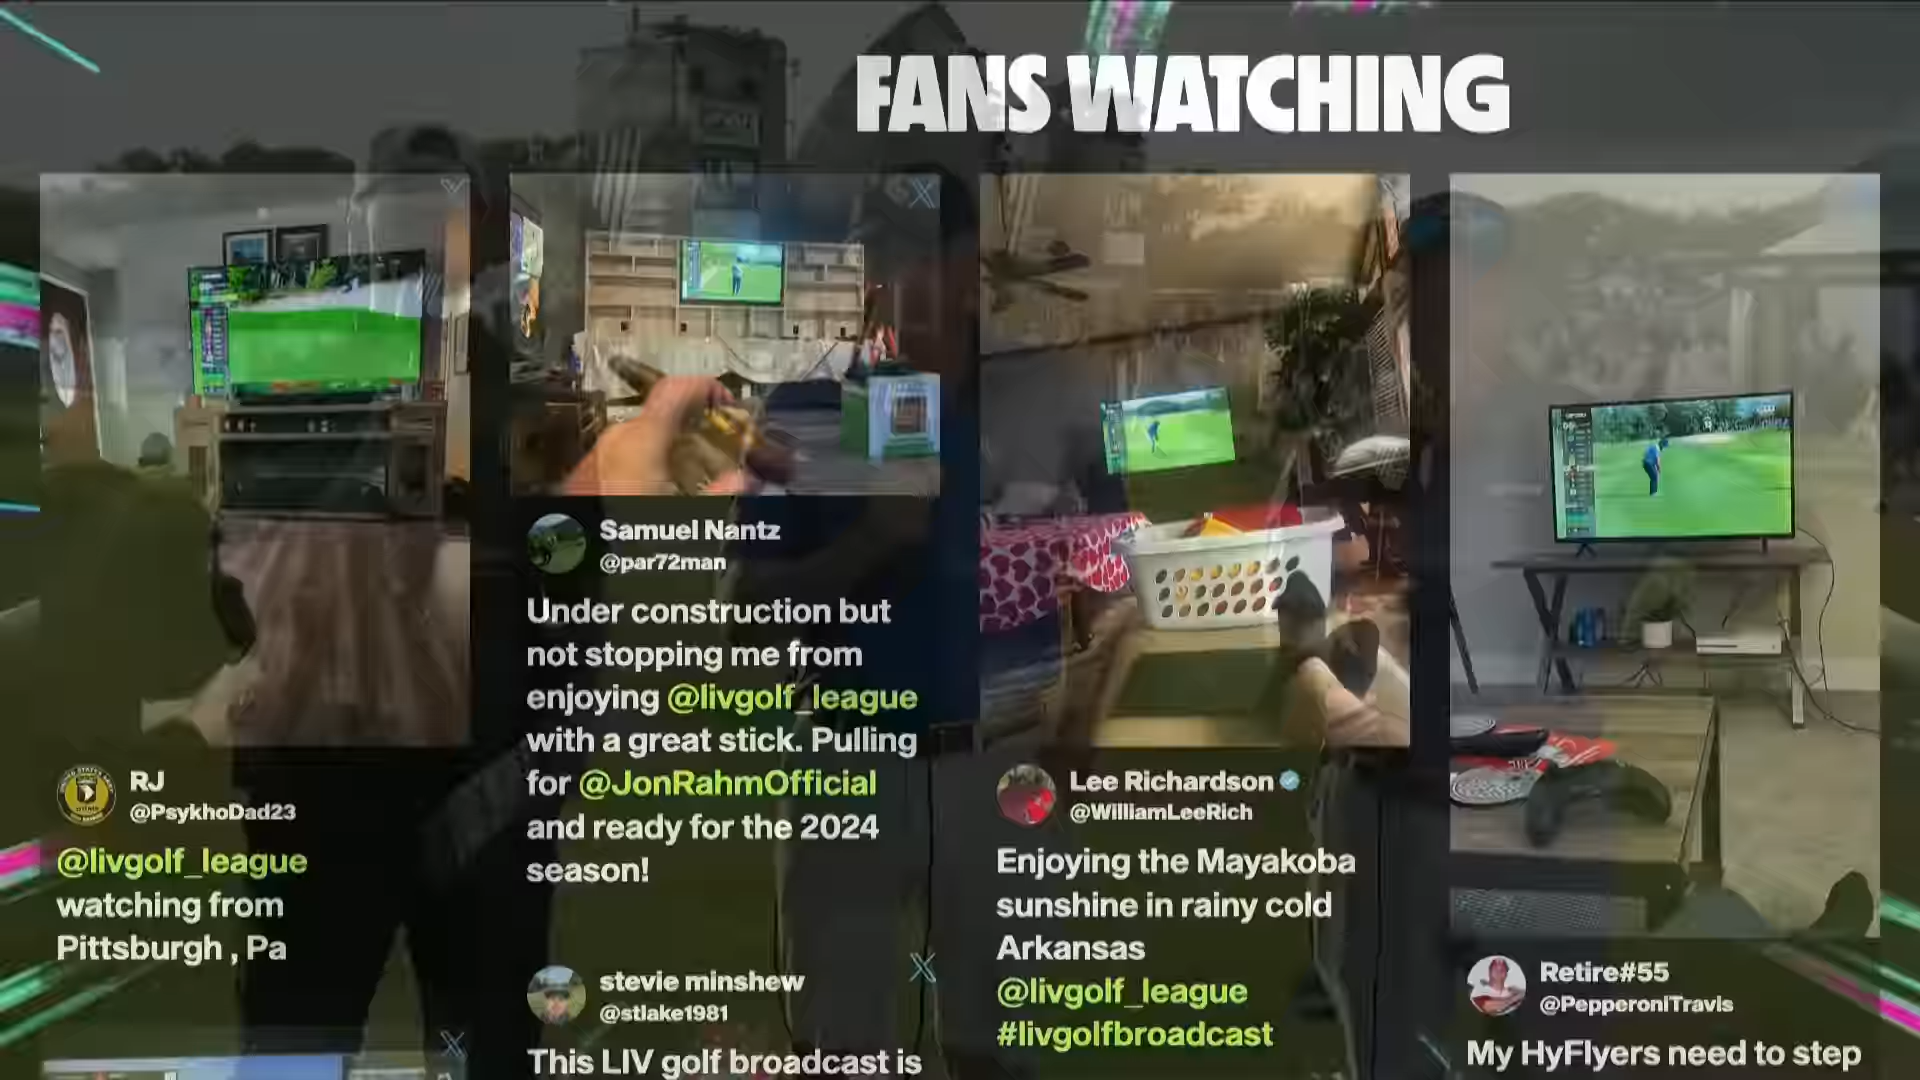 FANS WATCHING
RJ
@PsykhoDad23
@livgolf_league
watching from
Pittsburgh , Pa
Samuel Nantz
@par72man
Under construction but
not stopping me from
enjoying @livgolf_league
with a great stick. Pulling
for @JonRahmOfficial
and ready for the 2024
season!
stevie minshew
@stlake1981
This LIV golf broadcast is
Lee Richardson
@WilliamLeeRich
Enjoying the Mayakoba
sunshine in rainy cold
Arkansas
@livgolf_league
#livgolfbroadcast
Retire#55
@PepperoniTravis
My HyFlyers need to step